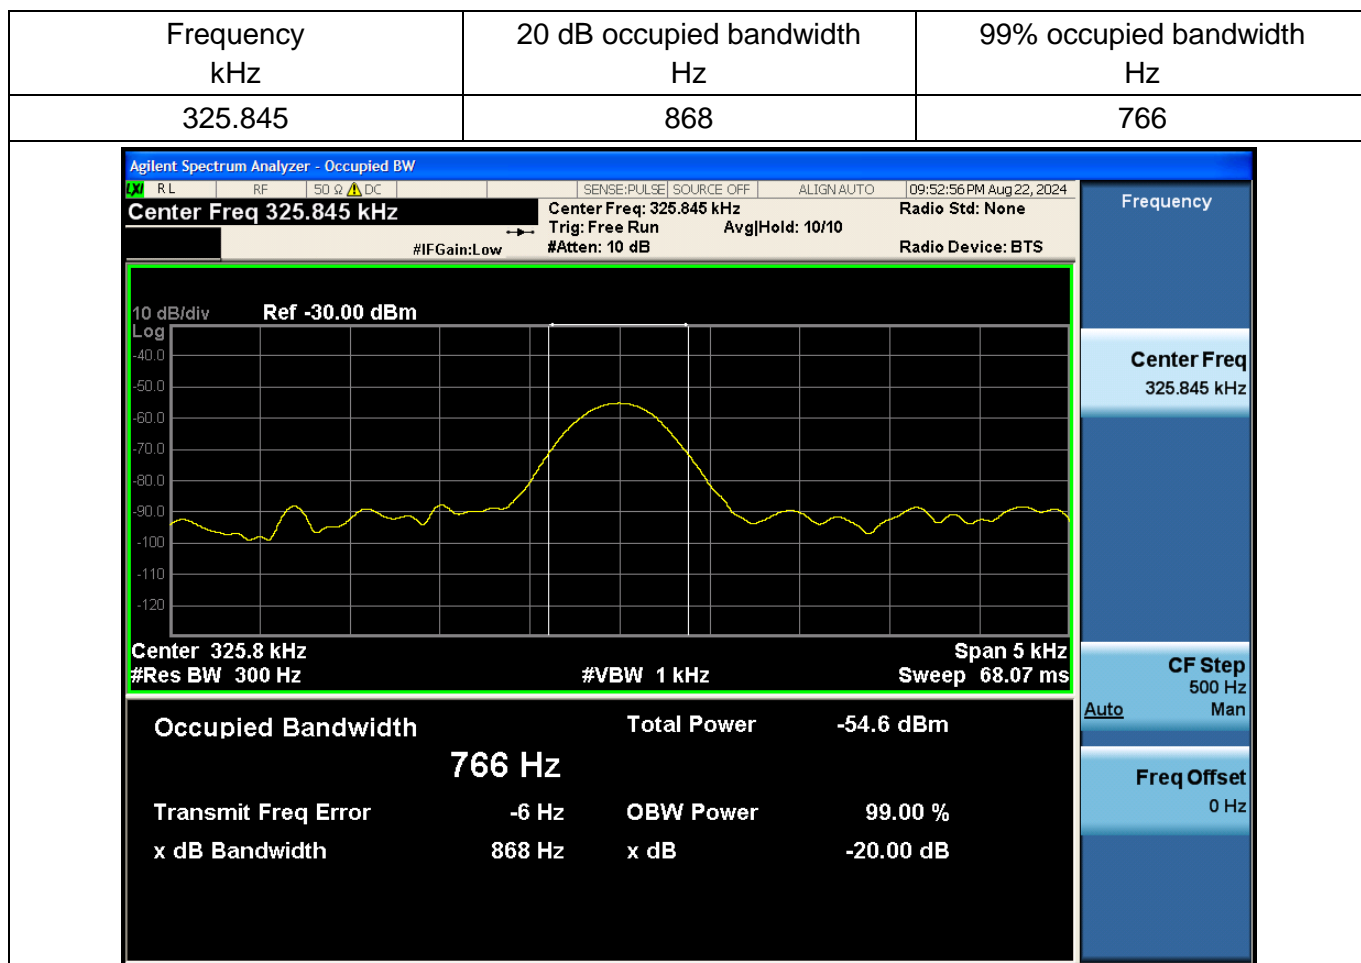 Frequency 20 dB occupied bandwidth 99% occupied bandwidth
kHz Hz Hz
325.845 868 766
Agilent Spectrum Analyzer - Occupied BW
LXI RL RF 50 Ω DC SENSE:PULSE SOURCE OFF ALIGN AUTO 09:52:56 PM Aug 22, 2024
Center Freq 325.845 kHz Center Freq: 325.845 kHz Radio Std: None
Trig: Free Run Avg|Hold: 10/10
#IFGain:Low #Atten: 10 dB Radio Device: BTS
10 dB/div Ref -30.00 dBm
Log
-40.0
-50.0
-60.0
-70.0
-80.0
-90.0
-100
-110
-120
Center 325.8 kHz Span 5 kHz
#Res BW 300 Hz #VBW 1 kHz Sweep 68.07 ms
Occupied Bandwidth Total Power -54.6 dBm
766 Hz
Transmit Freq Error -6 Hz OBW Power 99.00 %
x dB Bandwidth 868 Hz x dB -20.00 dB
Frequency
Center Freq
325.845 kHz
CF Step
500 Hz
Auto Man
Freq Offset
0 Hz